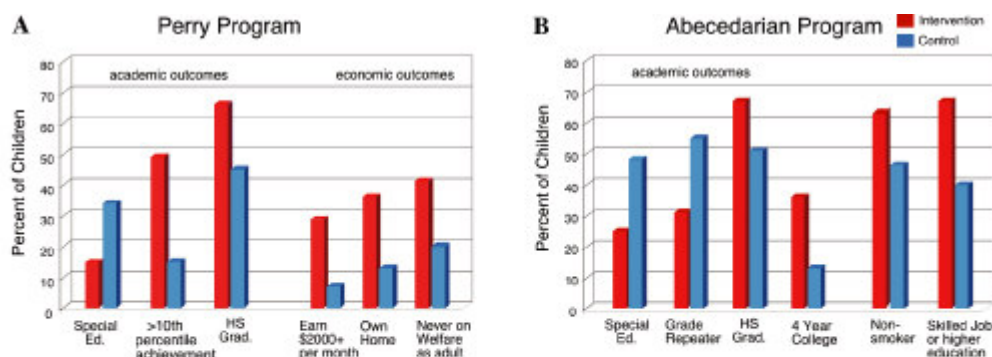 A Perry Program
academic outcomes economic outcomes
Percent of Children
80
70
60
50
40
30
20
10
0
Special
Ed.
>10th
percentile
achievement
HS
Grad.
Earn
$2000+
per month
Own
Home
Never on
Welfare
as adult
B Abecedarian Program
Intervention
Control
academic outcomes
Percent of Children
80
70
60
50
40
30
20
10
0
Special
Ed.
Grade
Repeater
HS
Grad.
4 Year
College
Non-
smoker
Skilled Job
or higher
education